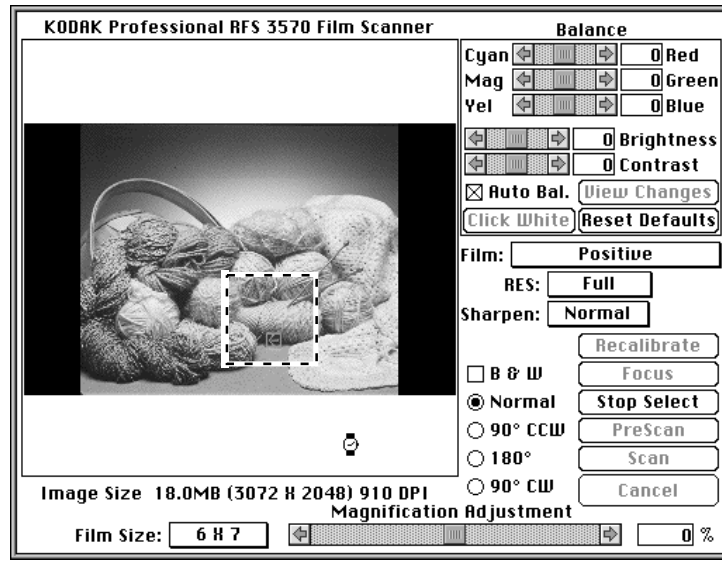 KODAK Professional RFS 3570 Film Scanner
Balance
Cyan 0 Red
Mag 0 Green
Yel 0 Blue
0 Brightness
0 Contrast
Auto Bal. View Changes
Click White Reset Defaults
Film: Positive
RES: Full
Sharpen: Normal
Recalibrate
B & W Focus
Normal Stop Select
90° CCW PreScan
180° Scan
90° CW Cancel
Image Size 18.0MB (3072 X 2048) 910 DPI
Magnification Adjustment
Film Size: 6 X 7 0 %